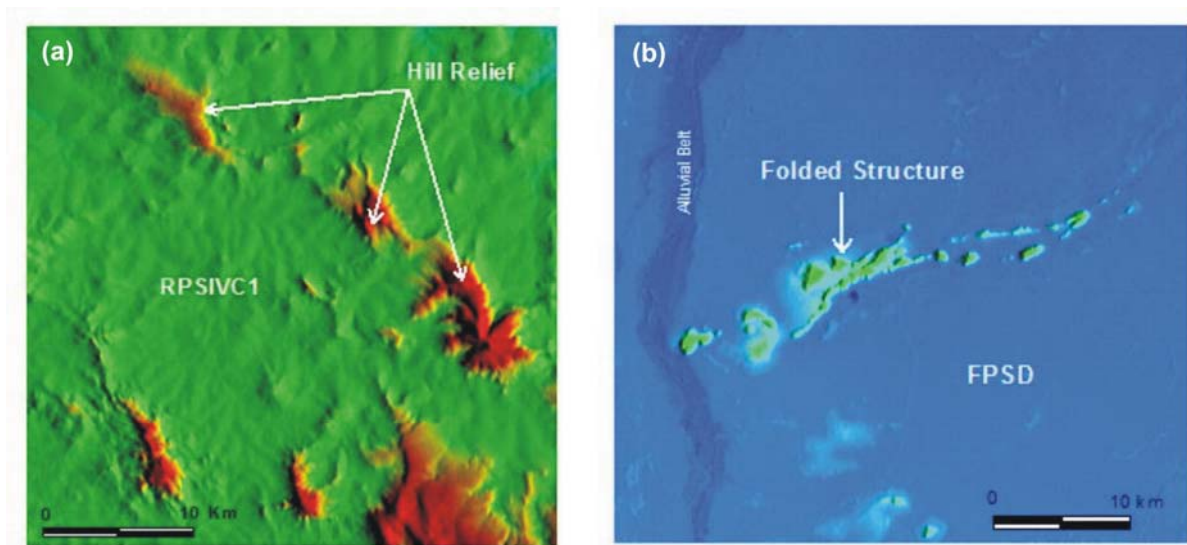 (a)
Hill Relief
RPSIVC1
0 10 Km
(b)
Alluvial Belt
Folded Structure
FPSD
0 10 km